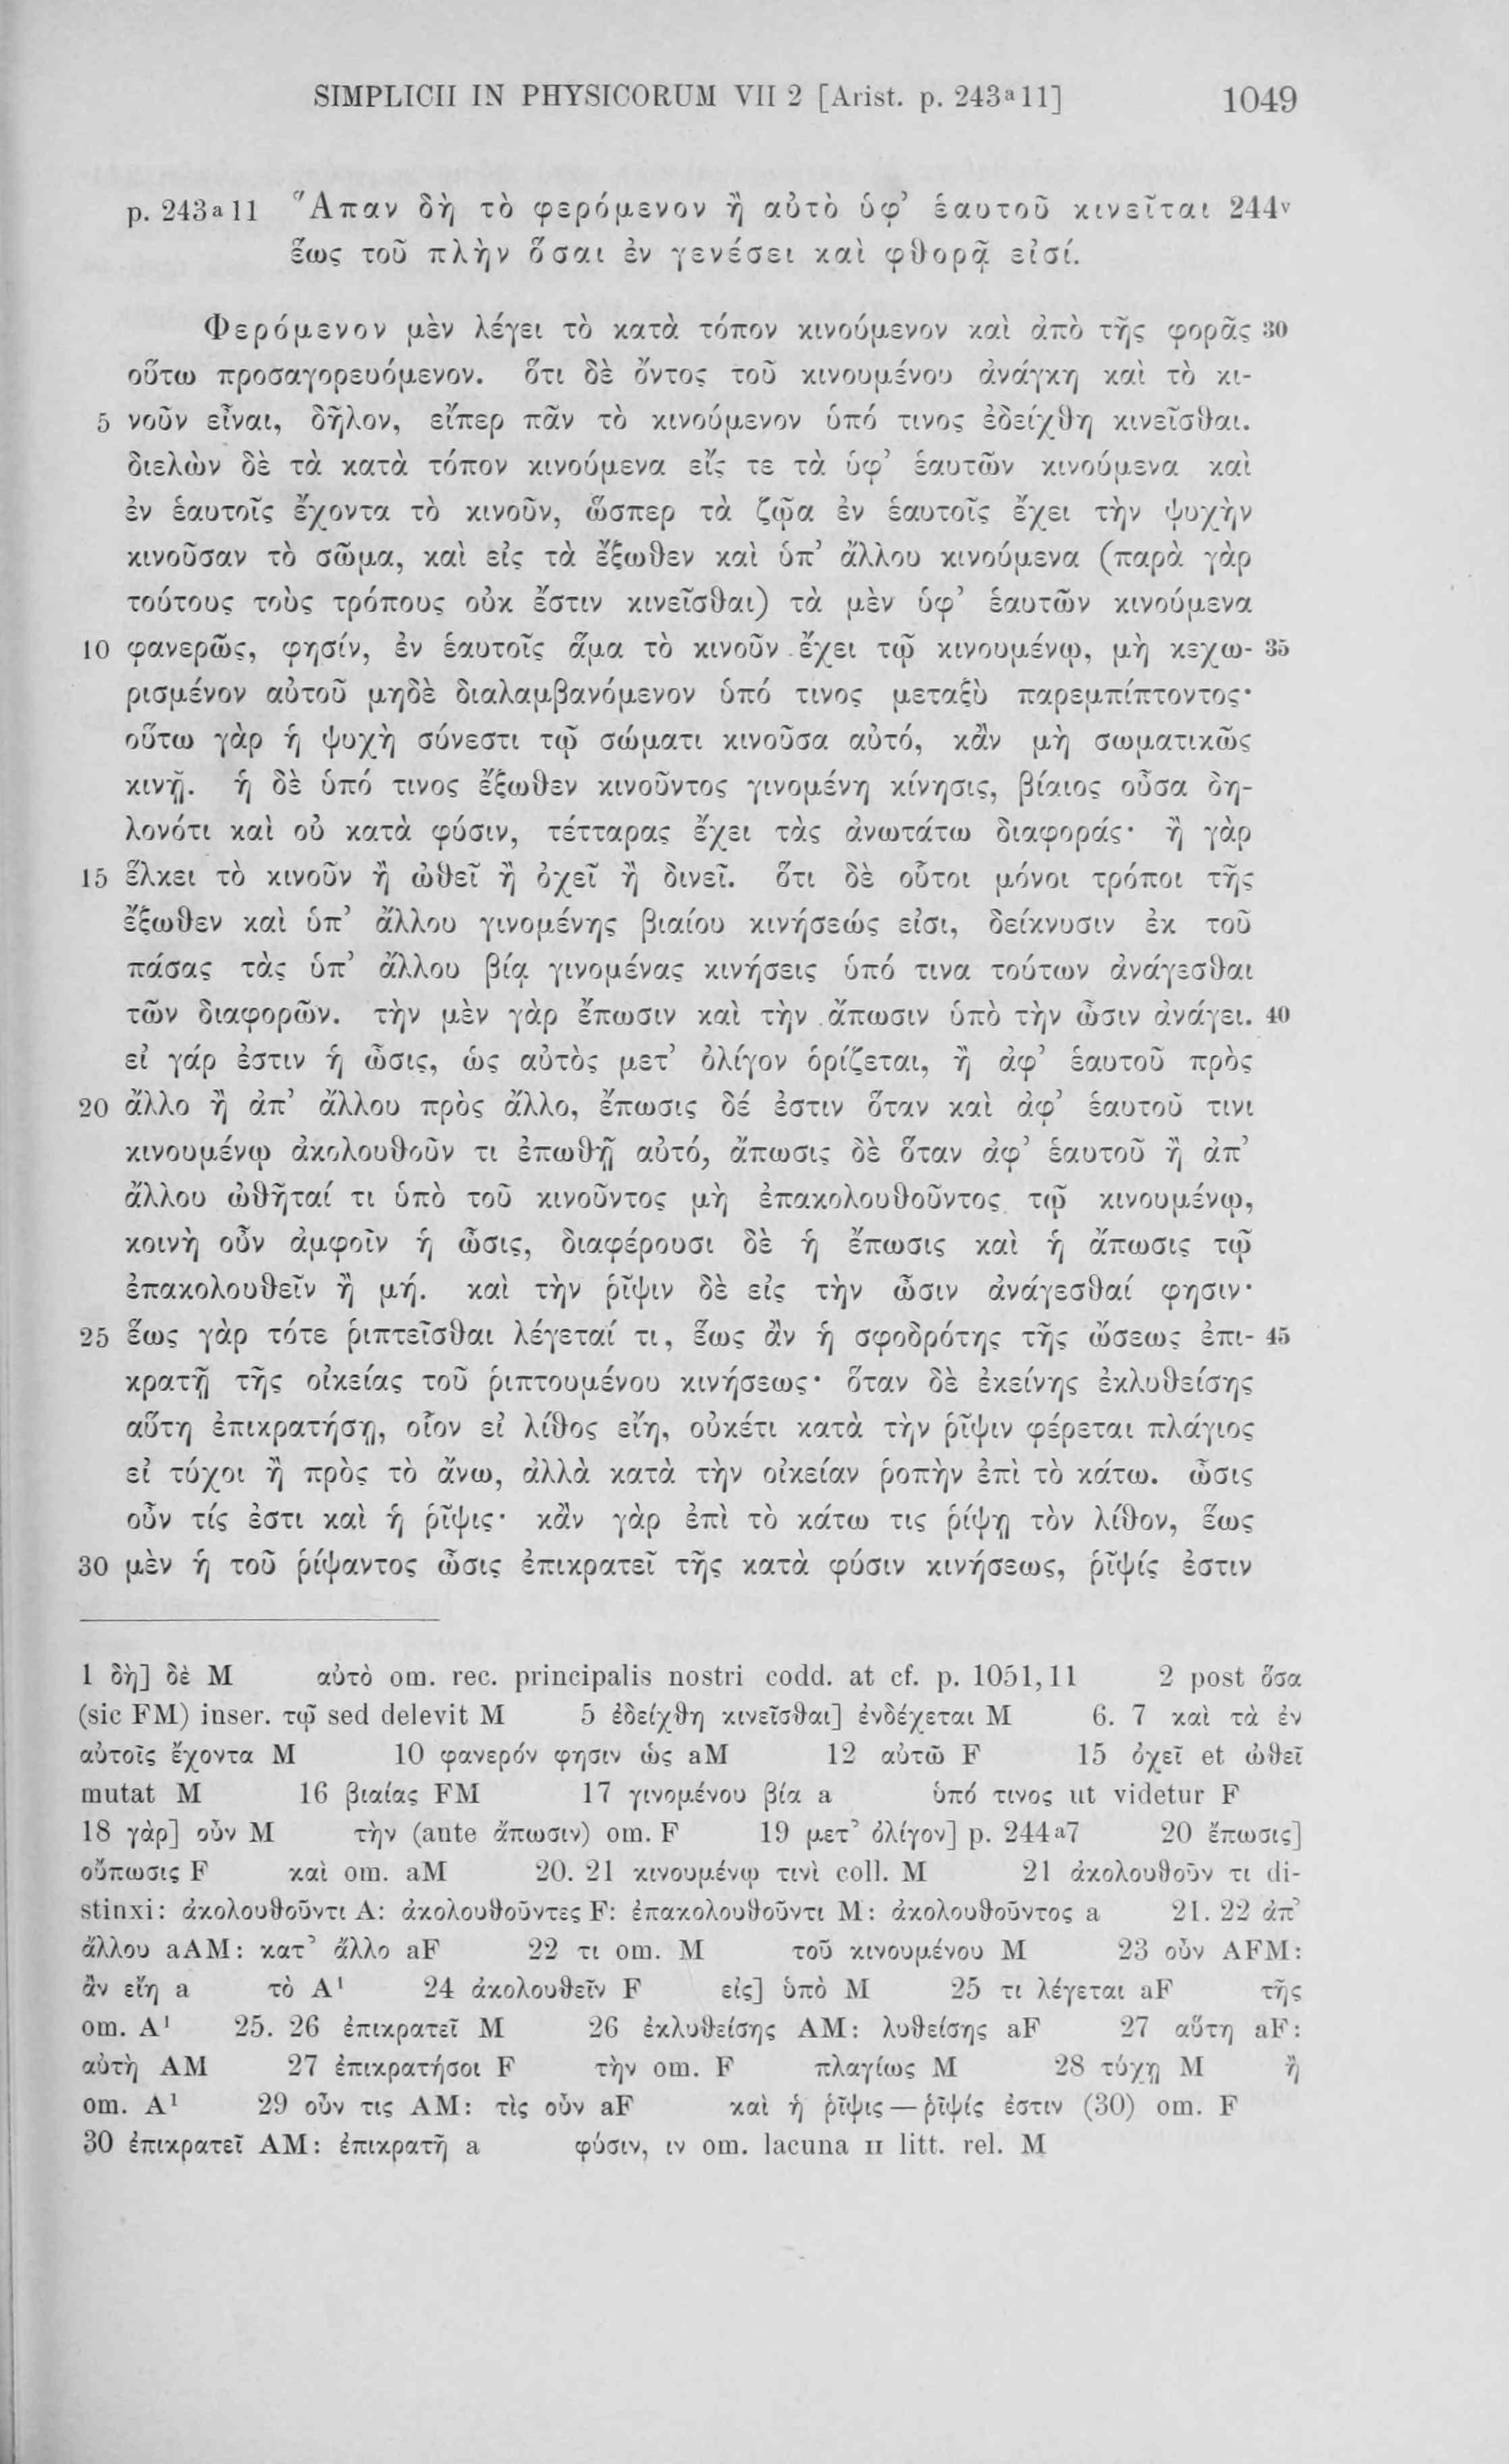 SIMPLICII IN PHYSICORUM VII 2 [Arist. p. 243ᵃ11] 1049
p. 243ᵃ11 Ἅπαν δὴ τὸ φερόμενον ἢ αὐτὸ ὑφ’ ἑαυτοῦ κινεῖται 244ᵛ
ἕως τοῦ πλὴν ὅσαι ἐν γενέσει καὶ φθορᾷ εἰσί.
Φερόμενον μὲν λέγει τὸ κατὰ τόπον κινούμενον καὶ ἀπὸ τῆς φορᾶς 30
οὕτω προσαγορευόμενον. ὅτι δὲ ὄντος τοῦ κινουμένου ἀνάγκη καὶ τὸ κι-
5 νοῦν εἶναι, δῆλον, εἴπερ πᾶν τὸ κινούμενον ὑπό τινος ἐδείχθη κινεῖσθαι.
διελὼν δὲ τὰ κατὰ τόπον κινούμενα εἴς τε τὰ ὑφ’ ἑαυτῶν κινούμενα καὶ
ἐν ἑαυτοῖς ἔχοντα τὸ κινοῦν, ὥσπερ τὰ ζῷα ἐν ἑαυτοῖς ἔχει τὴν ψυχὴν
κινοῦσαν τὸ σῶμα, καὶ εἰς τὰ ἔξωθεν καὶ ὑπ’ ἄλλου κινούμενα (παρὰ γὰρ
τούτους τοὺς τρόπους οὐκ ἔστιν κινεῖσθαι) τὰ μὲν ὑφ’ ἑαυτῶν κινούμενα
10 φανερῶς, φησίν, ἐν ἑαυτοῖς ἅμα τὸ κινοῦν ἔχει τῷ κινουμένῳ, μὴ κεχω- 35
ρισμένον αὐτοῦ μηδὲ διαλαμβανόμενον ὑπό τινος μεταξὺ παρεμπίπτοντος·
οὕτω γὰρ ἡ ψυχὴ σύνεστι τῷ σώματι κινοῦσα αὐτό, κἂν μὴ σωματικῶς
κινῇ. ἡ δὲ ὑπό τινος ἔξωθεν κινοῦντος γινομένη κίνησις, βίαιος οὖσα δη-
λονότι καὶ οὐ κατὰ φύσιν, τέτταρας ἔχει τὰς ἀνωτάτω διαφοράς· ἢ γὰρ
15 ἕλκει τὸ κινοῦν ἢ ὠθεῖ ἢ ὀχεῖ ἢ δινεῖ. ὅτι δὲ οὗτοι μόνοι τρόποι τῆς
ἔξωθεν καὶ ὑπ’ ἄλλου γινομένης βιαίου κινήσεώς εἰσι, δείκνυσιν ἐκ τοῦ
πάσας τὰς ὑπ’ ἄλλου βίᾳ γινομένας κινήσεις ὑπό τινα τούτων ἀνάγεσθαι
τῶν διαφορῶν. τὴν μὲν γὰρ ἔπωσιν καὶ τὴν ἄπωσιν ὑπὸ τὴν ὦσιν ἀνάγει. 40
εἰ γάρ ἐστιν ἡ ὦσις, ὡς αὐτὸς μετ’ ὀλίγον ὁρίζεται, ἢ ἀφ’ ἑαυτοῦ πρὸς
20 ἄλλο ἢ ἀπ’ ἄλλου πρὸς ἄλλο, ἔπωσις δέ ἐστιν ὅταν καὶ ἀφ’ ἑαυτοῦ τινι
κινουμένῳ ἀκολουθοῦν τι ἐπωθῇ αὐτό, ἄπωσις δὲ ὅταν ἀφ’ ἑαυτοῦ ἢ ἀπ’
ἄλλου ὠθῆταί τι ὑπὸ τοῦ κινοῦντος μὴ ἐπακολουθοῦντος τῷ κινουμένῳ,
κοινὴ οὖν ἀμφοῖν ἡ ὦσις, διαφέρουσι δὲ ἡ ἔπωσις καὶ ἡ ἄπωσις τῷ
ἐπακολουθεῖν ἢ μή. καὶ τὴν ῥῖψιν δὲ εἰς τὴν ὦσιν ἀνάγεσθαί φησιν·
25 ἕως γὰρ τότε ῥιπτεῖσθαι λέγεταί τι, ἕως ἂν ἡ σφοδρότης τῆς ὤσεως ἐπι- 45
κρατῇ τῆς οἰκείας τοῦ ῥιπτουμένου κινήσεως· ὅταν δὲ ἐκείνης ἐκλυθείσης
αὕτη ἐπικρατήσῃ, οἷον εἰ λίθος εἴη, οὐκέτι κατὰ τὴν ῥῖψιν φέρεται πλάγιος
εἰ τύχοι ἢ πρὸς τὸ ἄνω, ἀλλὰ κατὰ τὴν οἰκείαν ῥοπὴν ἐπὶ τὸ κάτω. ὦσις
οὖν τίς ἐστι καὶ ἡ ῥῖψις· κἂν γὰρ ἐπὶ τὸ κάτω τις ῥίψῃ τὸν λίθον, ἕως
30 μὲν ἡ τοῦ ῥίψαντος ὦσις ἐπικρατεῖ τῆς κατὰ φύσιν κινήσεως, ῥῖψίς ἐστιν
1 δὴ] δὲ M αὐτὸ om. rec. principalis nostri codd. at cf. p. 1051,11 2 post ὅσα
(sic FM) inser. τῷ sed delevit M 5 ἐδείχθη κινεῖσθαι] ἐνδέχεται M 6. 7 καὶ τὰ ἐν
αὑτοῖς ἔχοντα M 10 φανερόν φησιν ὡς aM 12 αὐτῶ F 15 ὀχεῖ et ὠθεῖ
mutat M 16 βιαίας FM 17 γινομένου βία a ὑπό τινος ut videtur F
18 γὰρ] οὖν M τὴν (ante ἄπωσιν) om. F 19 μετ’ ὀλίγον] p. 244ᵃ7 20 ἔπωσις]
οὔπωσις F καὶ om. aM 20. 21 κινουμένῳ τινὶ coll. M 21 ἀκολουθοῦν τι di-
stinxi: ἀκολουθοῦντι A: ἀκολουθοῦντες F: ἐπακολουθοῦντι M: ἀκολουθοῦντος a 21. 22 ἀπ’
ἄλλου aAM: κατ’ ἄλλο aF 22 τι om. M τοῦ κινουμένου M 23 οὖν AFM:
ἂν εἴη a τὸ A¹ 24 ἀκολουθεῖν F εἰς] ὑπὸ M 25 τι λέγεται aF τῆς
om. A¹ 25. 26 ἐπικρατεῖ M 26 ἐκλυθείσης AM: λυθείσης aF 27 αὕτη aF:
αὐτὴ AM 27 ἐπικρατήσοι F τὴν om. F πλαγίως M 28 τύχῃ M ἢ
om. A¹ 29 οὖν τις AM: τὶς οὖν aF καὶ ἡ ῥῖψις — ῥῖψίς ἐστιν (30) om. F
30 ἐπικρατεῖ AM: ἐπικρατῆ a φύσιν, ιν om. lacuna II litt. rel. M